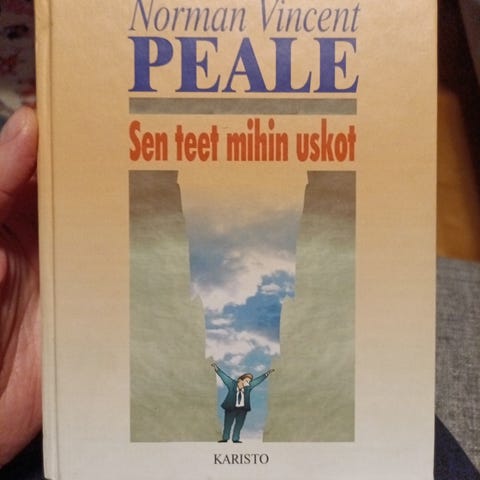 Norman Vincent
PEALE
Sen teet mihin uskot
KARISTO